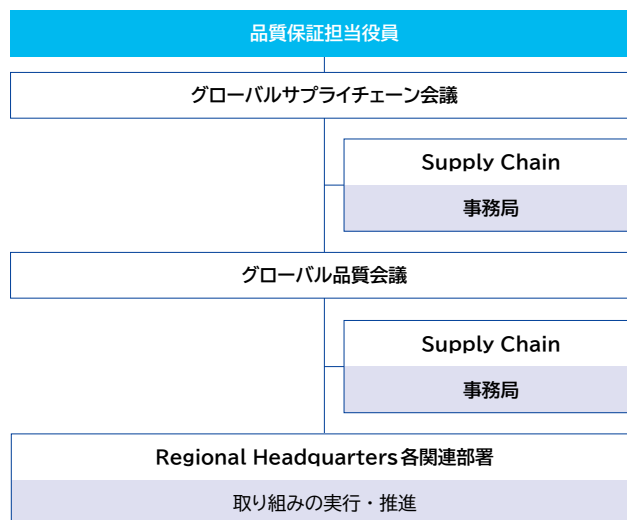 品質保証担当役員
グローバルサプライチェーン会議
Supply Chain
事務局
グローバル品質会議
Supply Chain
事務局
Regional Headquarters各関連部署
取り組みの実行・推進